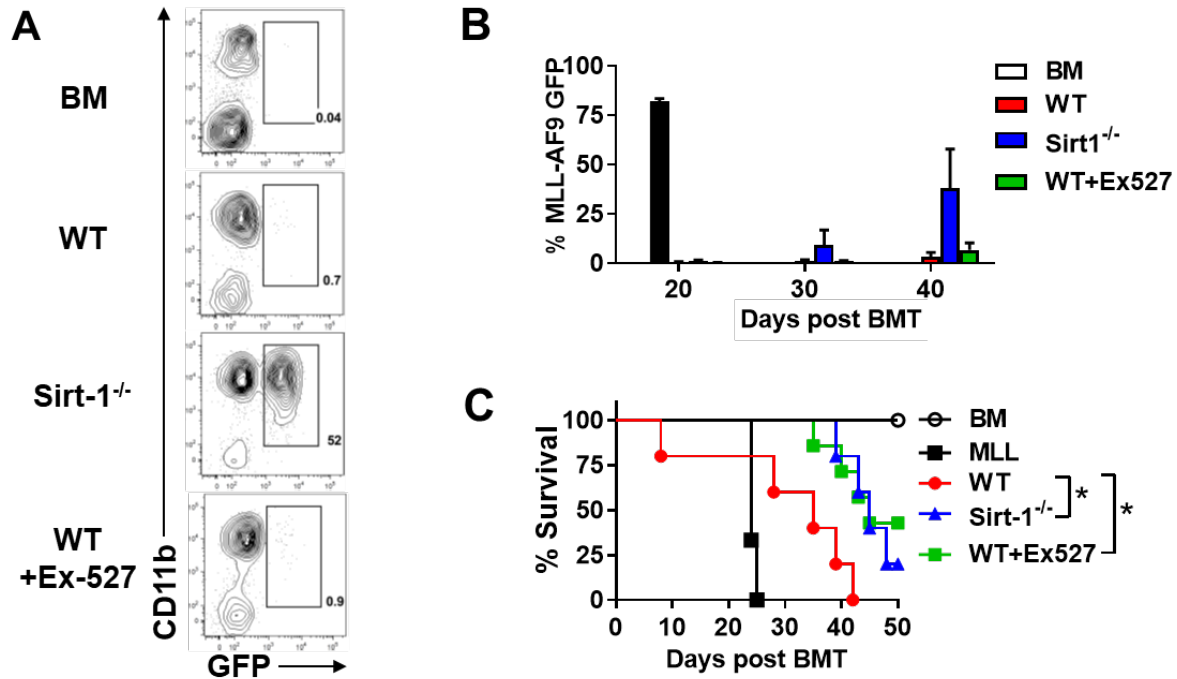 A
BM
WT
Sirt-1-/-
WT
+Ex-527
CD11b
GFP
0.04
0.7
52
0.9
B
% MLL-AF9 GFP
100
75
50
25
0
20 30 40
Days post BMT
BM
WT
Sirt1-/-
WT+Ex527
C
% Survival
100
75
50
25
0
0 10 20 30 40 50
Days post BMT
BM
MLL
WT
Sirt-1-/-
WT+Ex527
*
*